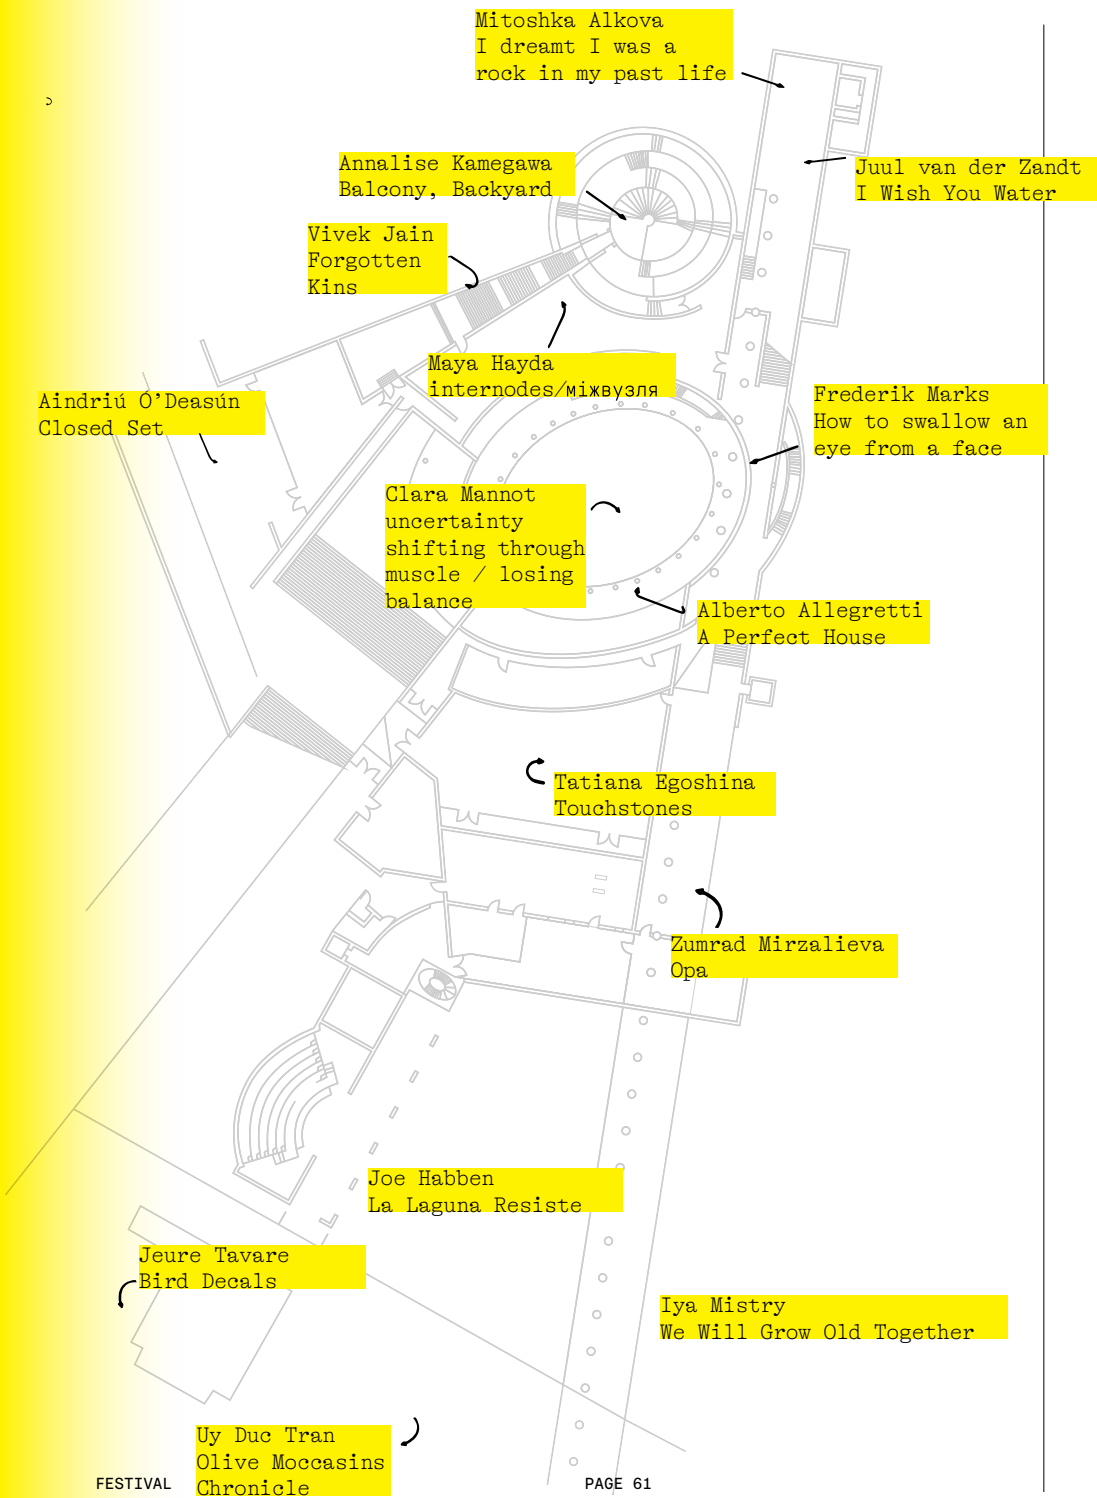 Mitoshka Alkova
I dreamt I was a
rock in my past life
Annalise Kamegawa
Balcony, Backyard
Juul van der Zandt
I Wish You Water
Vivek Jain
Forgotten
Kins
Maya Hayda
internodes/міжвузля
Aindriú Ó'Deasún
Closed Set
Frederik Marks
How to swallow an
eye from a face
Clara Mannot
uncertainty
shifting through
muscle / losing
balance
Alberto Allegretti
A Perfect House
Tatiana Egoshina
Touchstones
Zumrad Mirzalieva
Opa
Joe Habben
La Laguna Resiste
Jeure Tavare
Bird Decals
Iya Mistry
We Will Grow Old Together
Uy Duc Tran
Olive Moccasins
Chronicle
FESTIVAL
PAGE 61